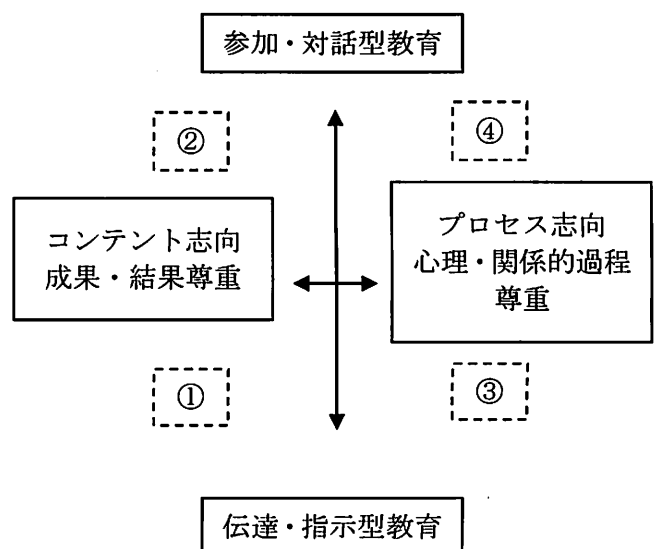 参加・対話型教育
②
④
コンテント志向
成果・結果尊重
プロセス志向
心理・関係的過程
尊重
①
③
伝達・指示型教育